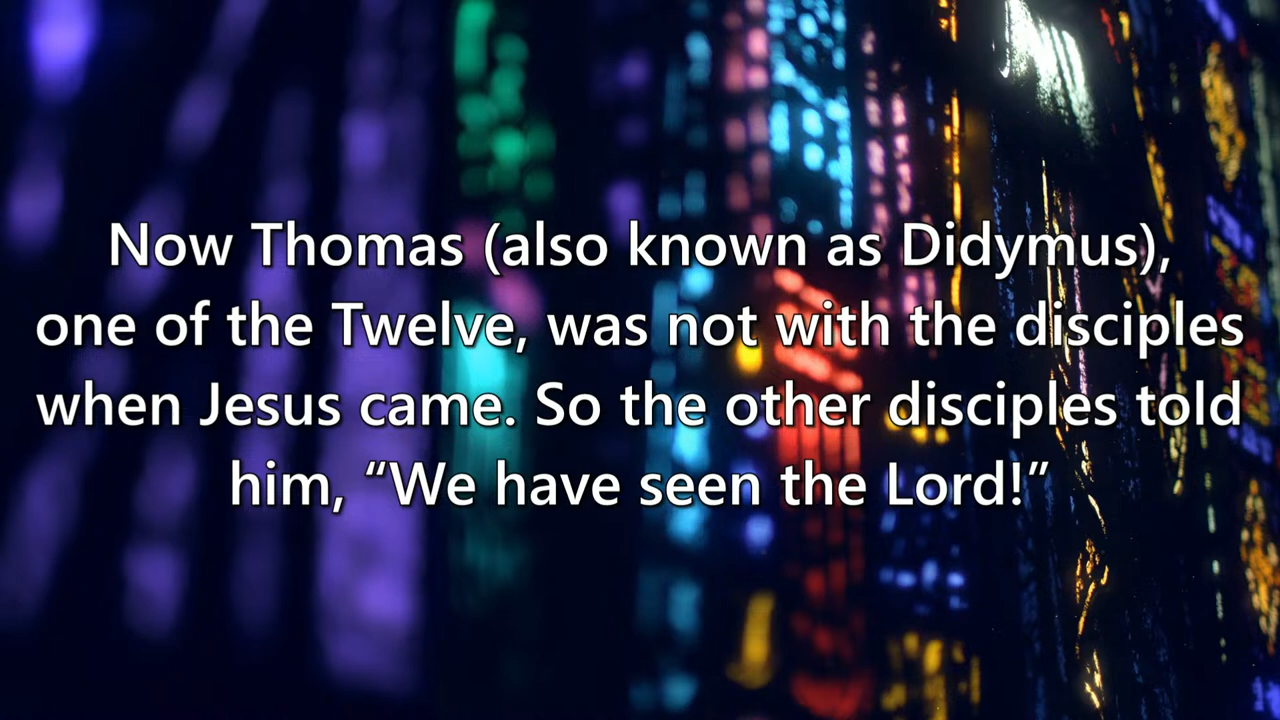 Now Thomas (also known as Didymus),
one of the Twelve, was not with the disciples
when Jesus came. So the other disciples told
him, “We have seen the Lord!”